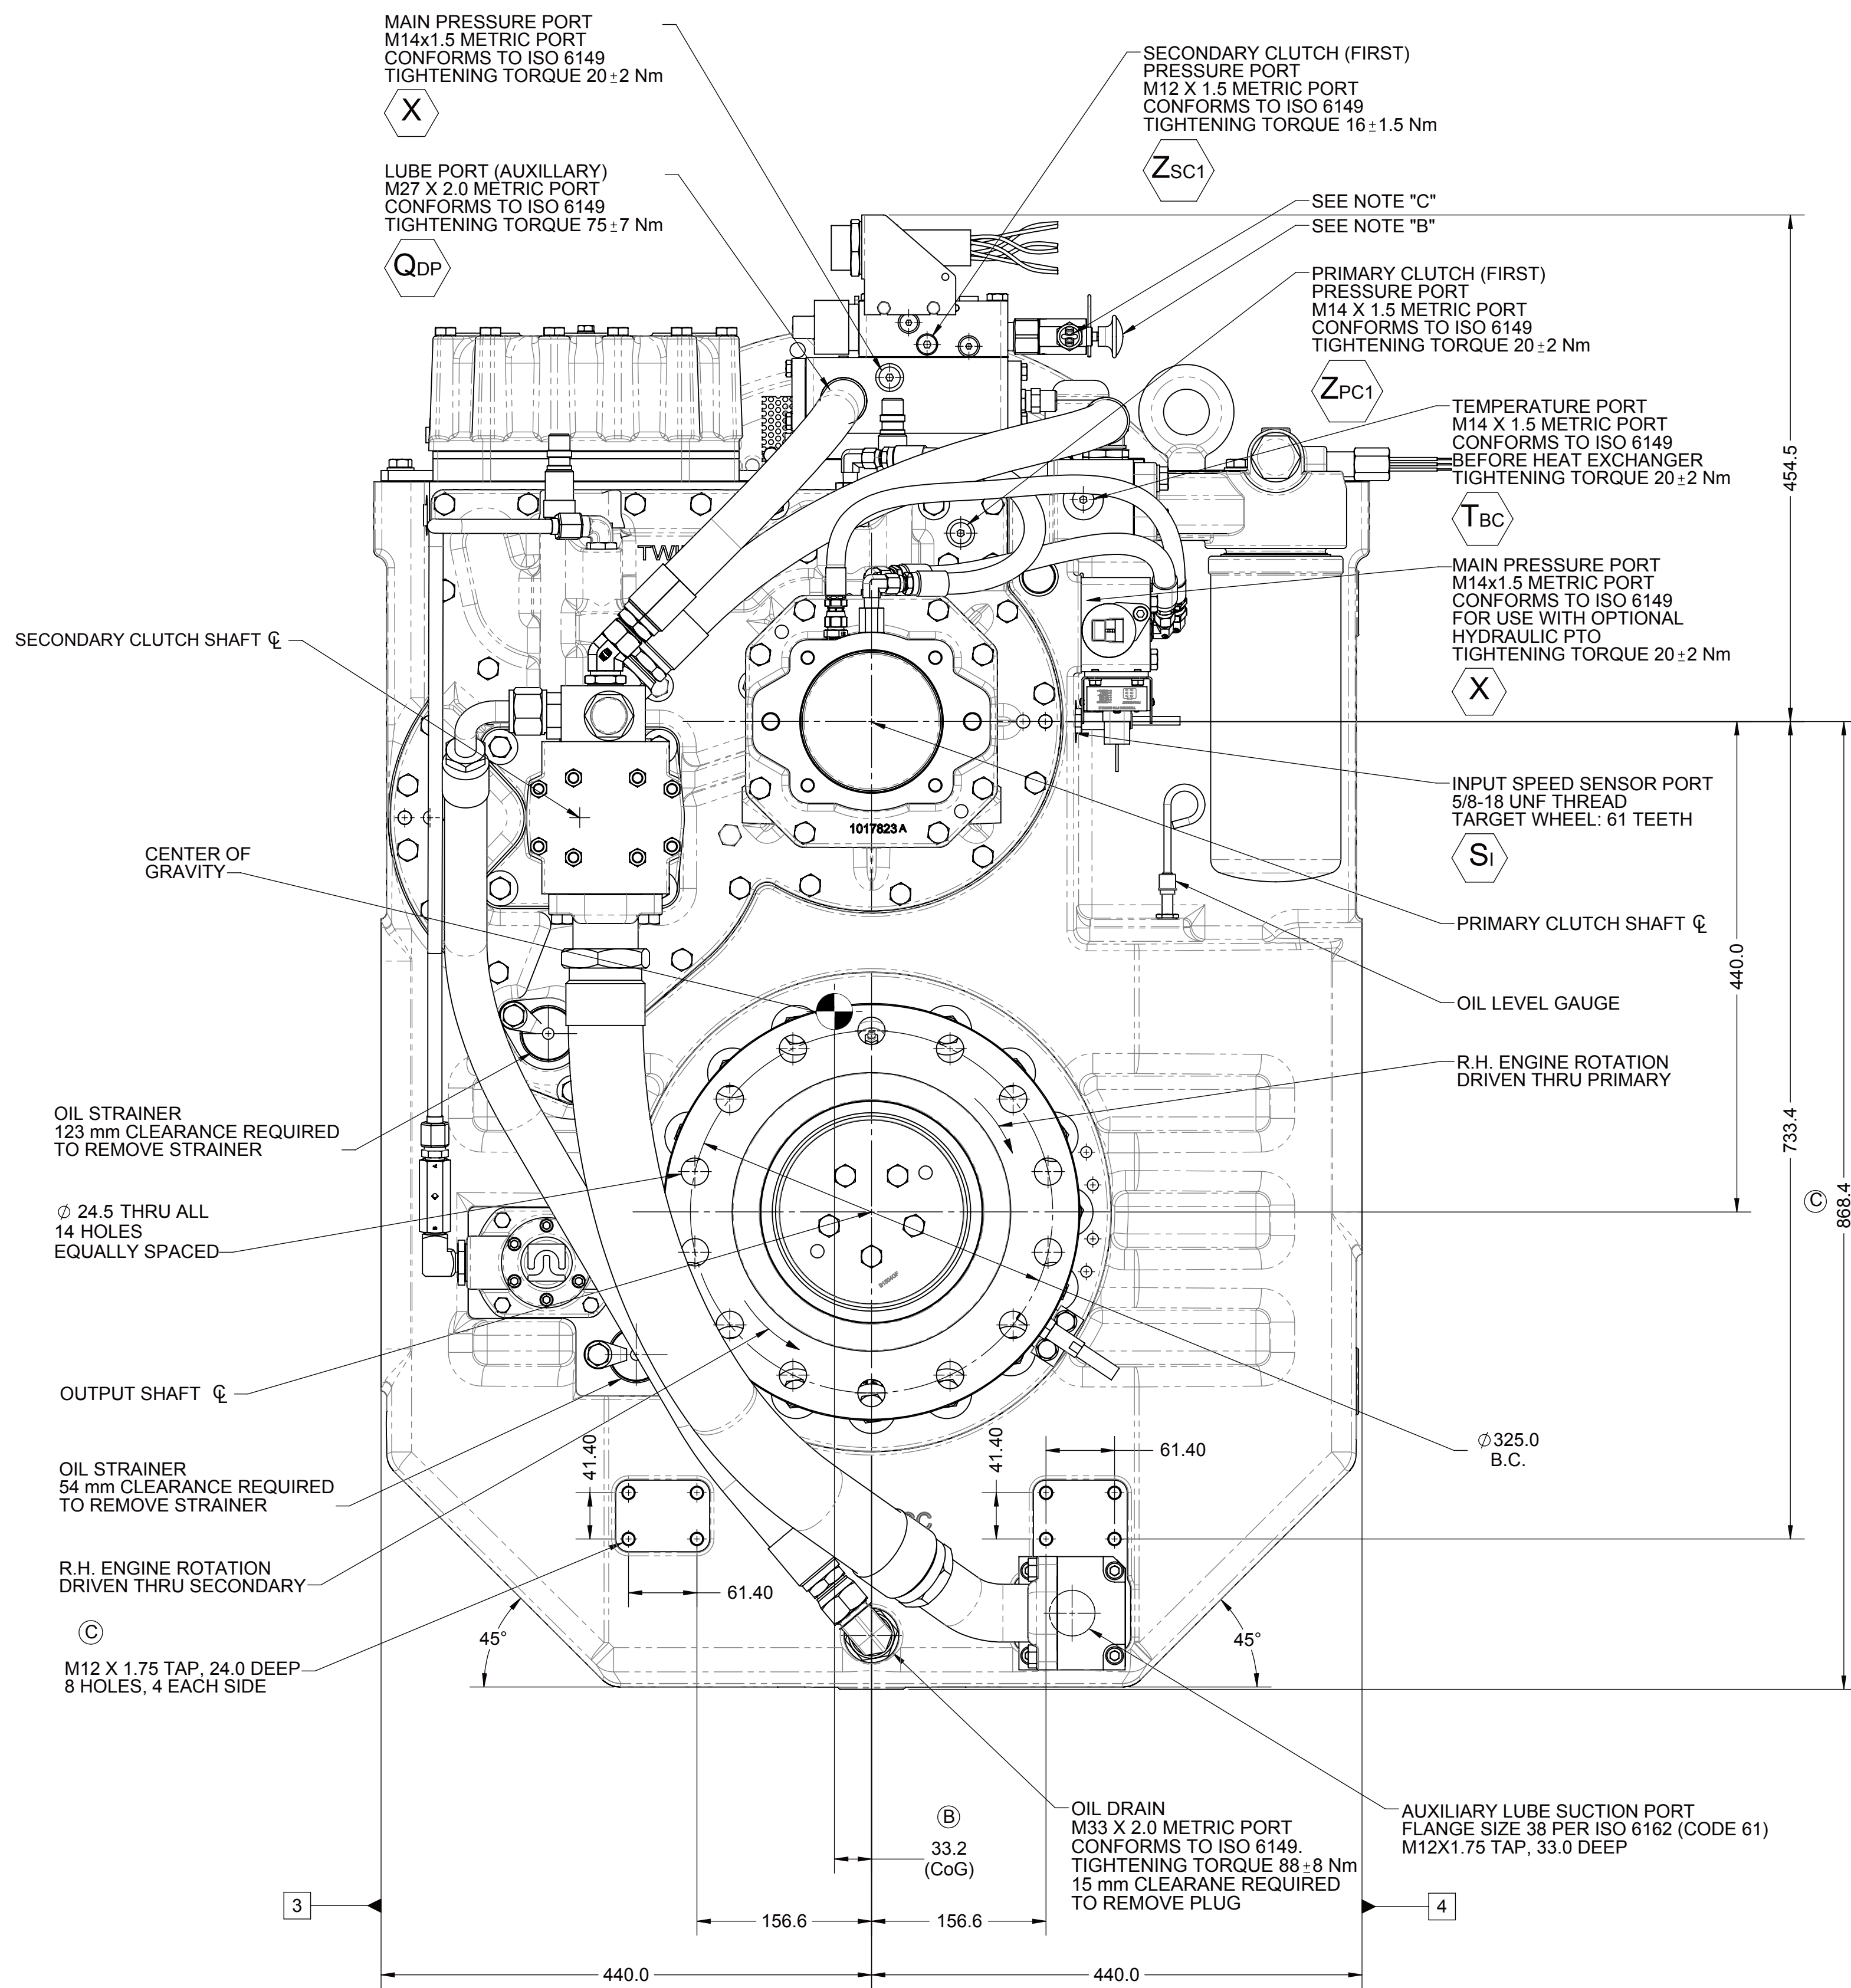 MAIN PRESSURE PORT
M14x1.5 METRIC PORT
CONFORMS TO ISO 6149
TIGHTENING TORQUE 20±2 Nm
X
LUBE PORT (AUXILLARY)
M27 X 2.0 METRIC PORT
CONFORMS TO ISO 6149
TIGHTENING TORQUE 75±7 Nm
QDP
SECONDARY CLUTCH (FIRST)
PRESSURE PORT
M12 X 1.5 METRIC PORT
CONFORMS TO ISO 6149
TIGHTENING TORQUE 16±1.5 Nm
ZSC1
SEE NOTE "C"
SEE NOTE "B"
PRIMARY CLUTCH (FIRST)
PRESSURE PORT
M14 X 1.5 METRIC PORT
CONFORMS TO ISO 6149
TIGHTENING TORQUE 20±2 Nm
ZPC1
TEMPERATURE PORT
M14 X 1.5 METRIC PORT
CONFORMS TO ISO 6149
BEFORE HEAT EXCHANGER
TIGHTENING TORQUE 20±2 Nm
TBC
MAIN PRESSURE PORT
M14x1.5 METRIC PORT
CONFORMS TO ISO 6149
FOR USE WITH OPTIONAL
HYDRAULIC PTO
TIGHTENING TORQUE 20±2 Nm
X
454.5
SECONDARY CLUTCH SHAFT ℄
INPUT SPEED SENSOR PORT
5/8-18 UNF THREAD
TARGET WHEEL: 61 TEETH
SI
1017823 A
CENTER OF
GRAVITY
PRIMARY CLUTCH SHAFT ℄
440.0
OIL LEVEL GAUGE
R.H. ENGINE ROTATION
DRIVEN THRU PRIMARY
OIL STRAINER
123 mm CLEARANCE REQUIRED
TO REMOVE STRAINER
733.4
C
868.4
Ø 24.5 THRU ALL
14 HOLES
EQUALLY SPACED
OUTPUT SHAFT ℄
OIL STRAINER
54 mm CLEARANCE REQUIRED
TO REMOVE STRAINER
41.40
41.40
61.40
Ø325.0
B.C.
R.H. ENGINE ROTATION
DRIVEN THRU SECONDARY
61.40
C
M12 X 1.75 TAP, 24.0 DEEP
8 HOLES, 4 EACH SIDE
45°
45°
B
33.2
(CoG)
OIL DRAIN
M33 X 2.0 METRIC PORT
CONFORMS TO ISO 6149.
TIGHTENING TORQUE 88±8 Nm
15 mm CLEARANE REQUIRED
TO REMOVE PLUG
AUXILIARY LUBE SUCTION PORT
FLANGE SIZE 38 PER ISO 6162 (CODE 61)
M12X1.75 TAP, 33.0 DEEP
3
4
156.6
156.6
440.0
440.0